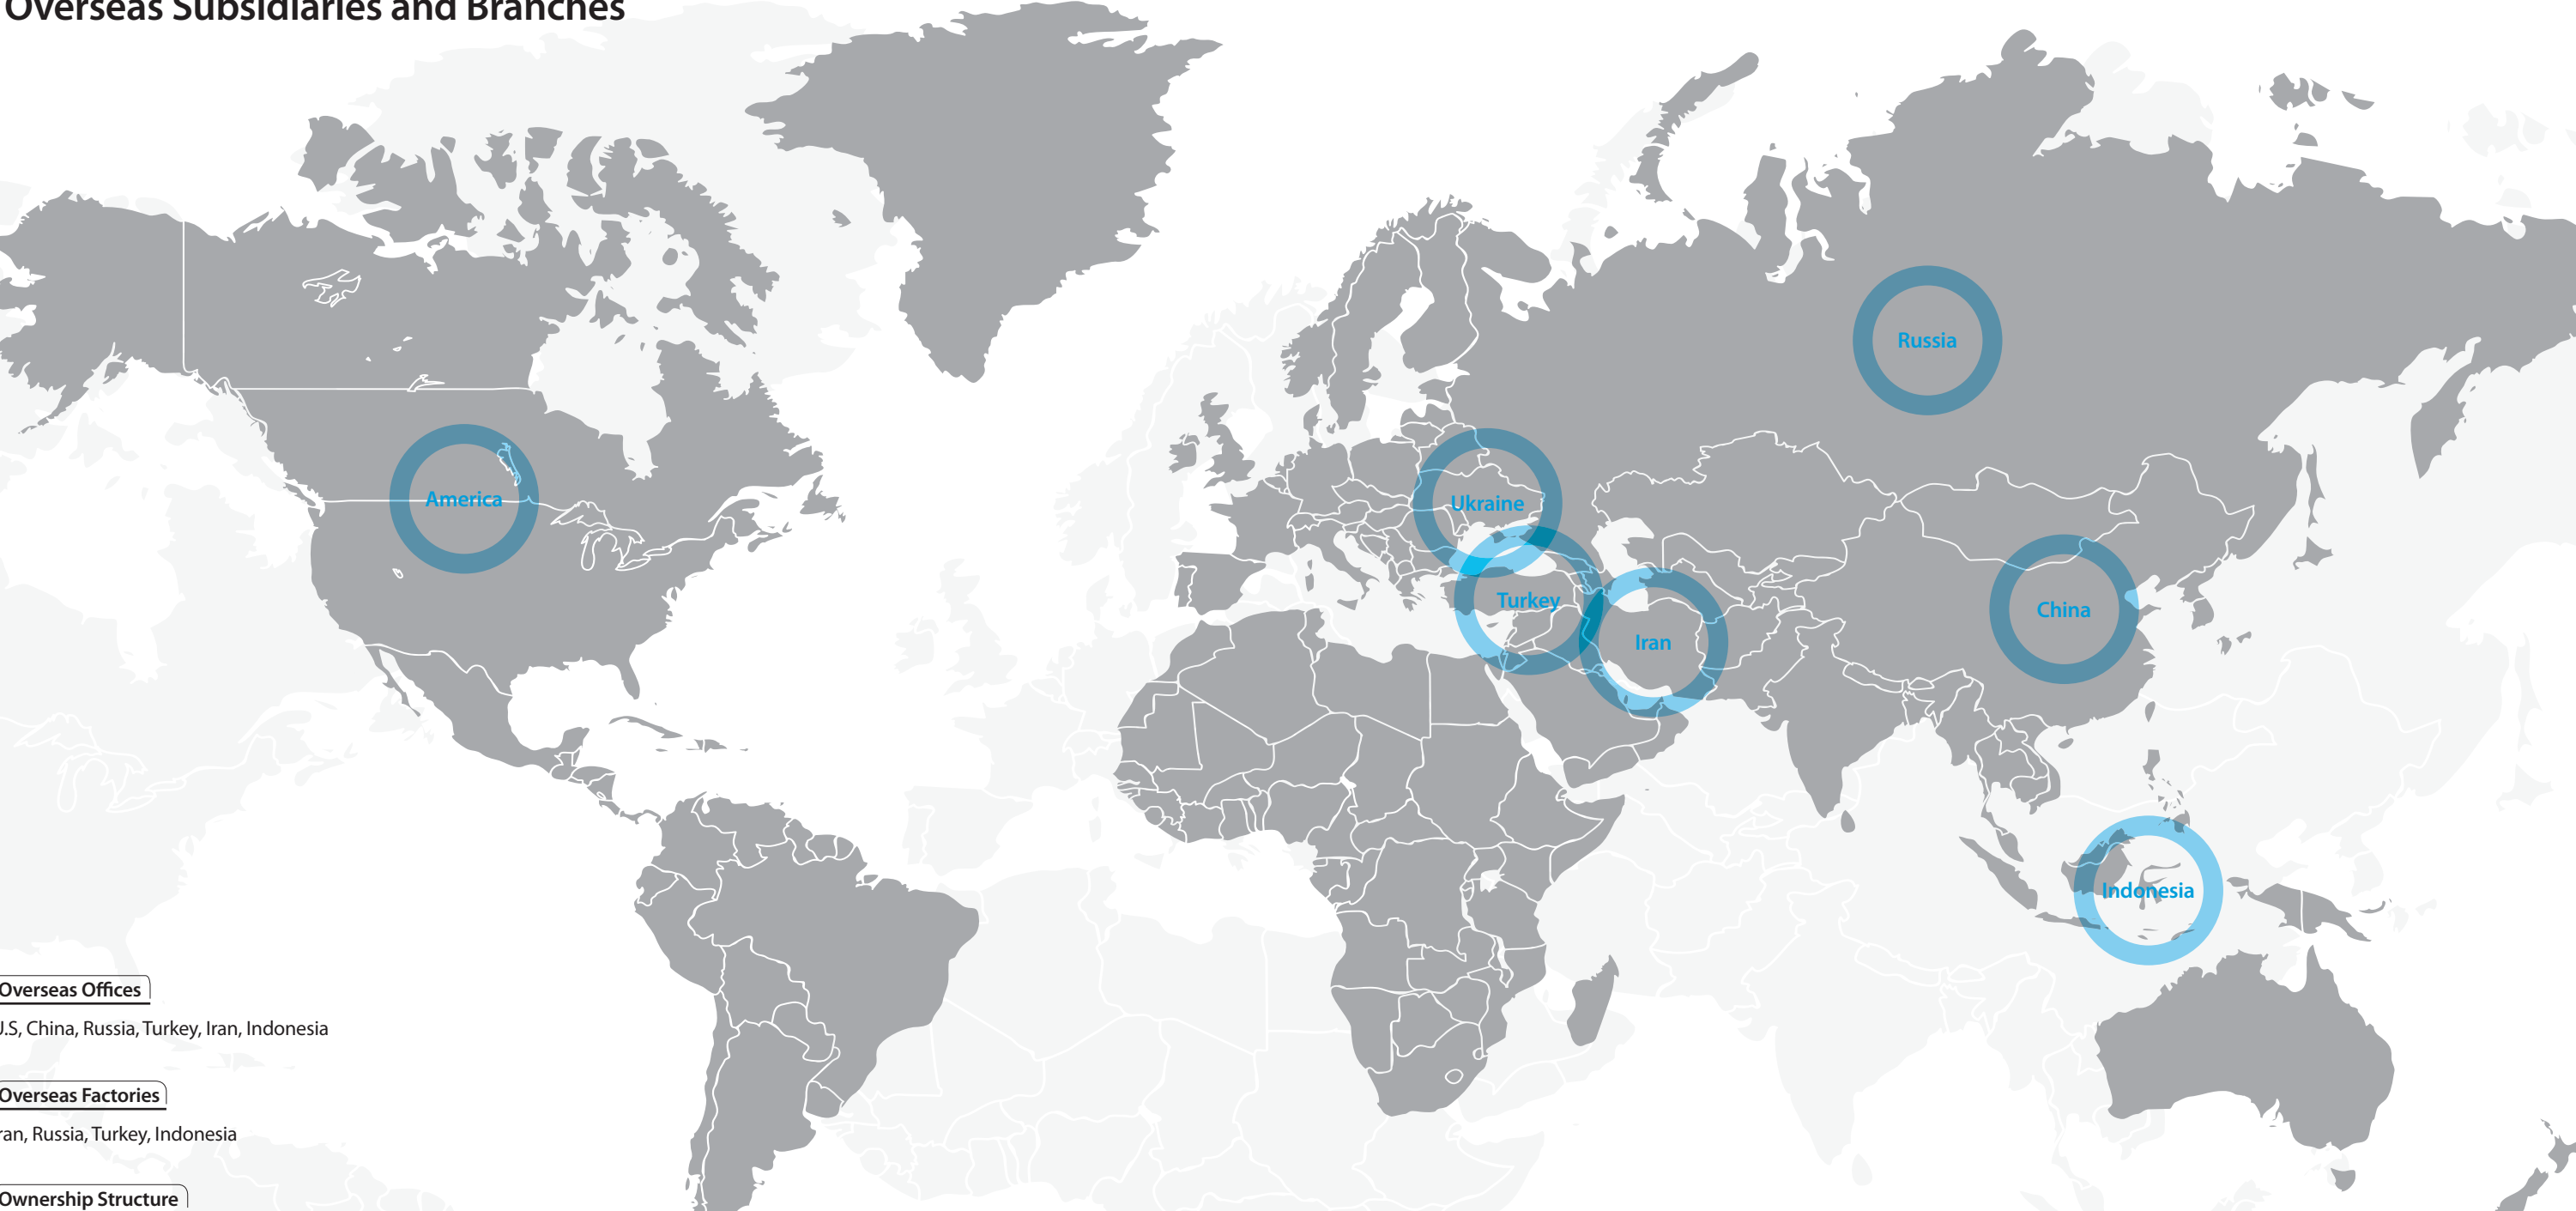 Overseas Subsidiaries and Branches
Russia
America
Ukraine
Turkey
China
Iran
Indonesia
Overseas Offices
U.S, China, Russia, Turkey, Iran, Indonesia
Overseas Factories
Iran, Russia, Turkey, Indonesia
Ownership Structure